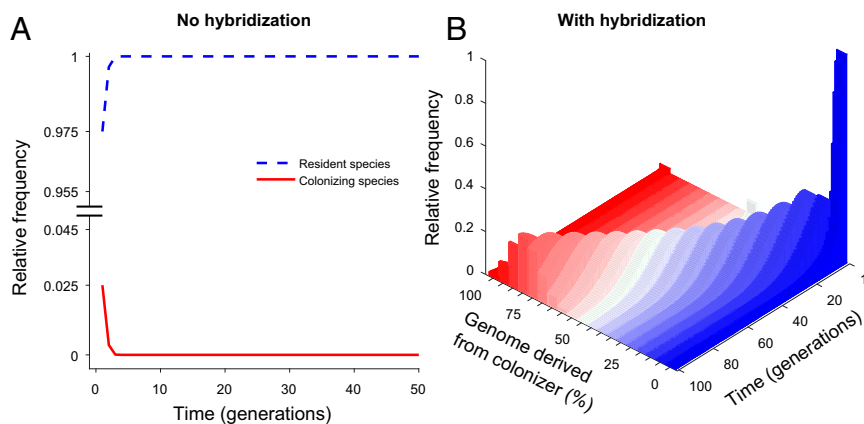 A
No hybridization
1
0.975
0.955
0.045
0.025
0
Relative frequency
Resident species
Colonizing species
0
10
20
30
40
50
Time (generations)
B
With hybridization
1
0.8
0.6
0.4
0.2
0
Relative frequency
100
75
50
25
0
Genome derived
from colonizer (%)
100
80
60
40
20
1
Time (generations)